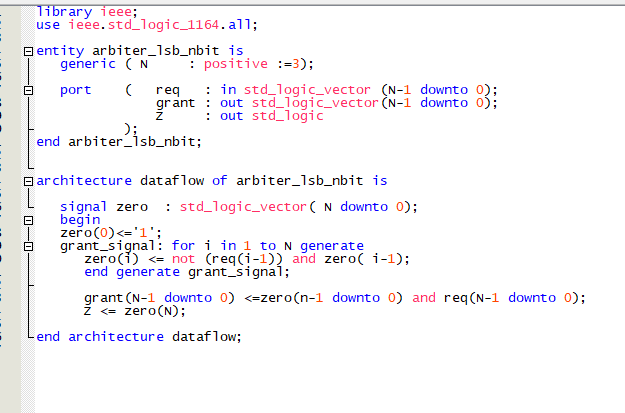 library ieee;
use ieee.std_logic_1164.all;
entity arbiter_lsb_nbit is
generic ( N : positive :=3);
port ( req : in std_logic_vector (N-1 downto 0);
grant : out std_logic_vector(N-1 downto 0);
Z : out std_logic
);
end arbiter_lsb_nbit;
architecture dataflow of arbiter_lsb_nbit is
signal zero : std_logic_vector( N downto 0);
begin
zero(0)<='1';
grant_signal: for i in 1 to N generate
zero(i) <= not (req(i-1)) and zero( i-1);
end generate grant_signal;
grant(N-1 downto 0) <=zero(n-1 downto 0) and req(N-1 downto 0);
Z <= zero(N);
end architecture dataflow;